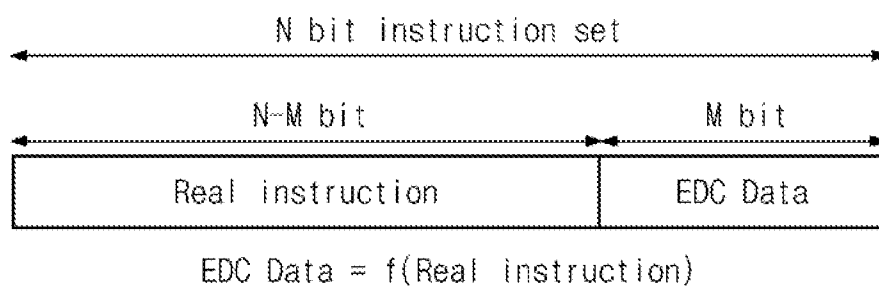 N bit instruction set
N-M bit M bit
Real instruction EDC Data
EDC Data = f(Real instruction)